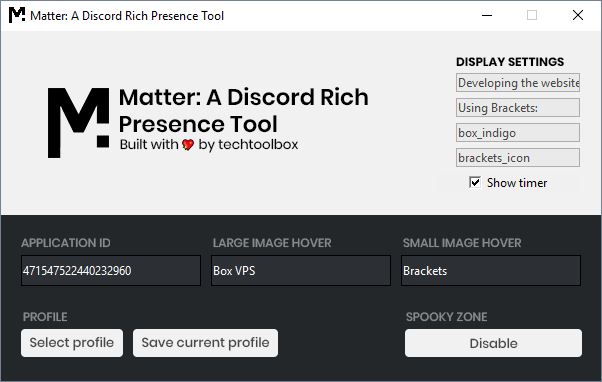 Matter: A Discord Rich Presence Tool
Matter: A Discord Rich
Presence Tool
Built with by techtoolbox
DISPLAY SETTINGS
Developing the website
Using Brackets:
box_indigo
brackets_icon
Show timer
APPLICATION ID
LARGE IMAGE HOVER
SMALL IMAGE HOVER
471547522440232960
Box VPS
Brackets
PROFILE
SPOOKY ZONE
Select profile
Save current profile
Disable